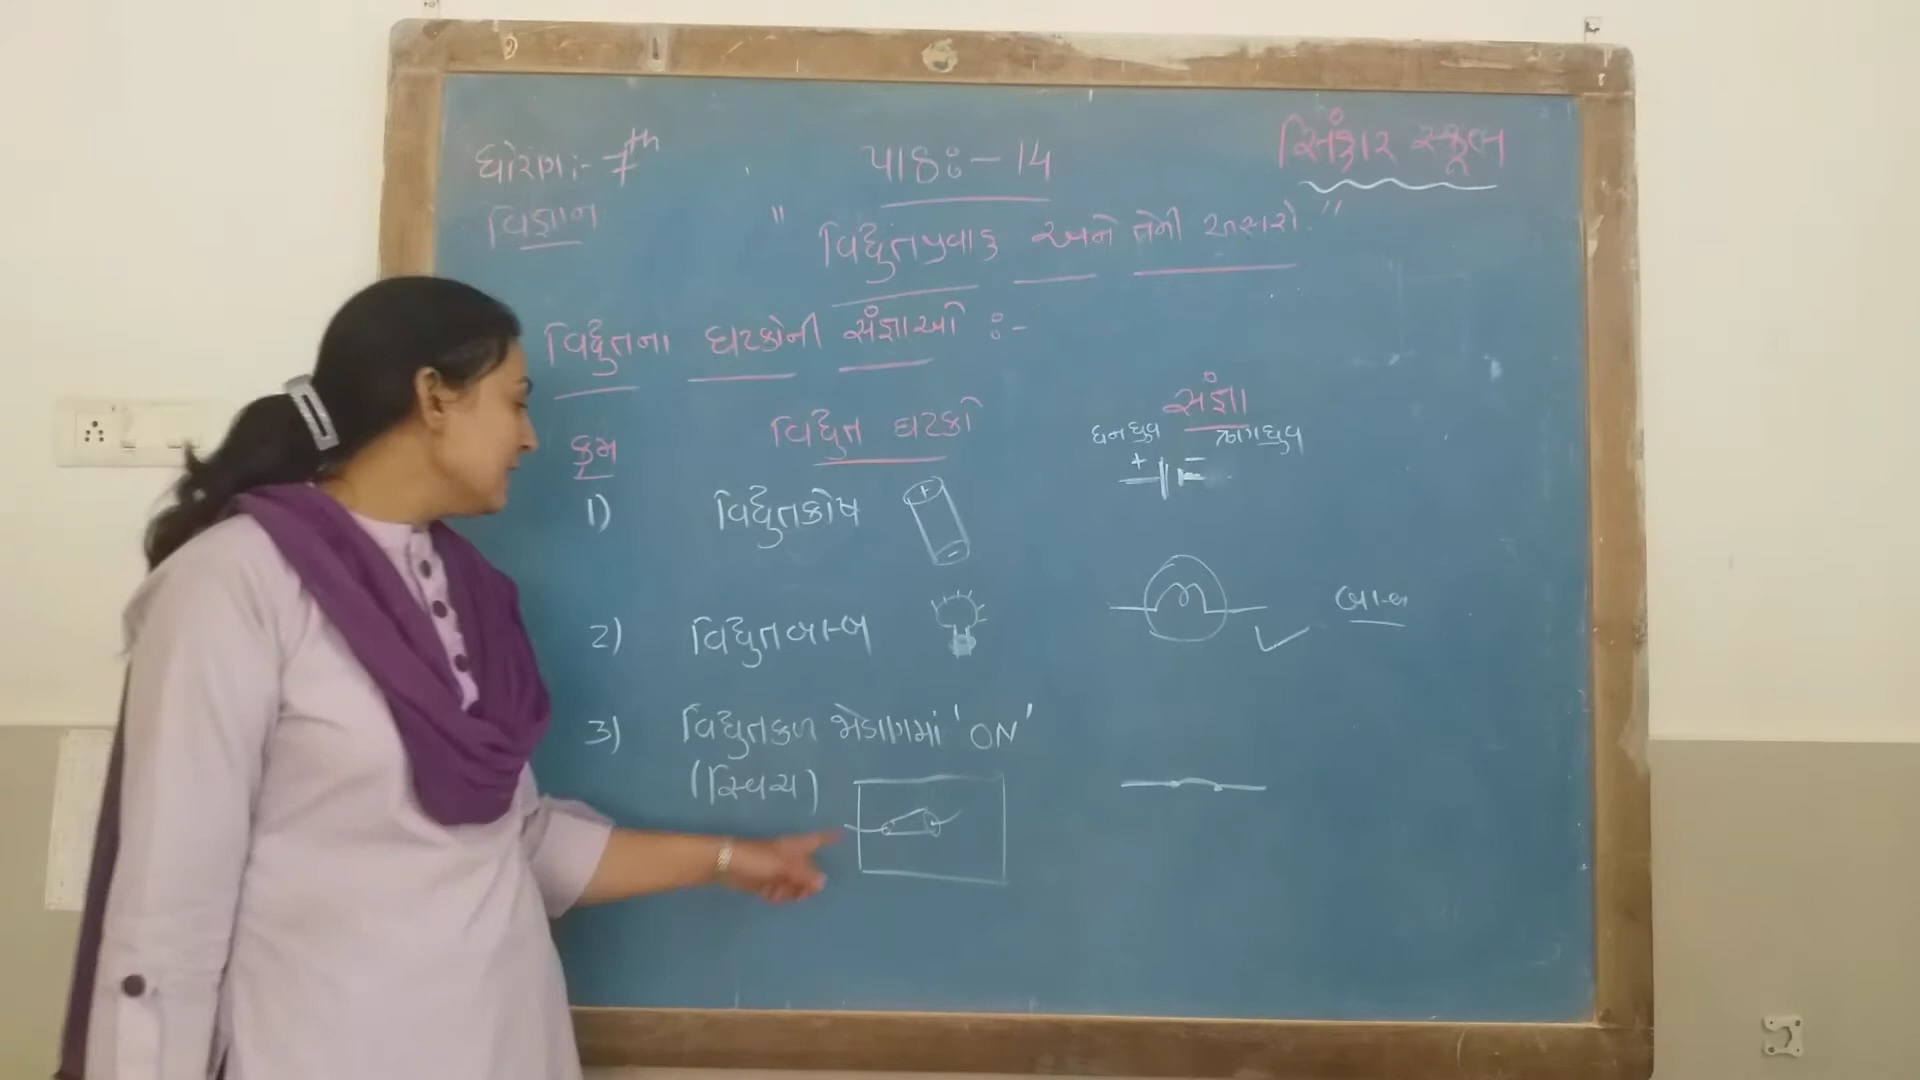 ધોરણ:- 7th
પાઠ:- 14
સિંકાર સ્કૂલ
વિજ્ઞાન
" વિદ્યુતપ્રવાહ અને તેની અસરો. "
વિદ્યુતના ઘટકોની સંજ્ઞાઓ :-
ક્રમ વિદ્યુત ઘટકો સંજ્ઞા
ધનધ્રુવ ઋણધ્રુવ
+ -
1) વિદ્યુતકોષ + -
2) વિદ્યુતબલ્બ બલ્બ
3) વિદ્યુતકળ જોડાણમાં 'ON'
(સ્વિચ)